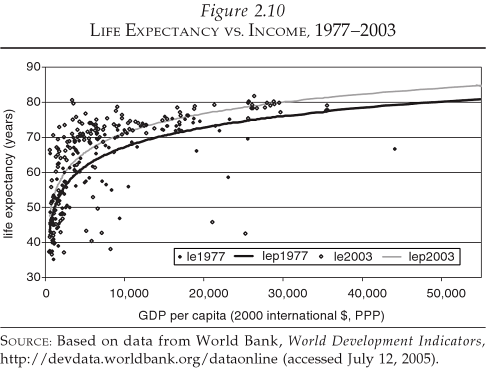 Figure 2.10
Life Expectancy vs. Income, 1977–2003
90
80
70
60
50
40
30
life expectancy (years)
le1977 lep1977 le2003 lep2003
0 10,000 20,000 30,000 40,000 50,000
GDP per capita (2000 international $, PPP)
Source: Based on data from World Bank, World Development Indicators,
http://devdata.worldbank.org/dataonline (accessed July 12, 2005).